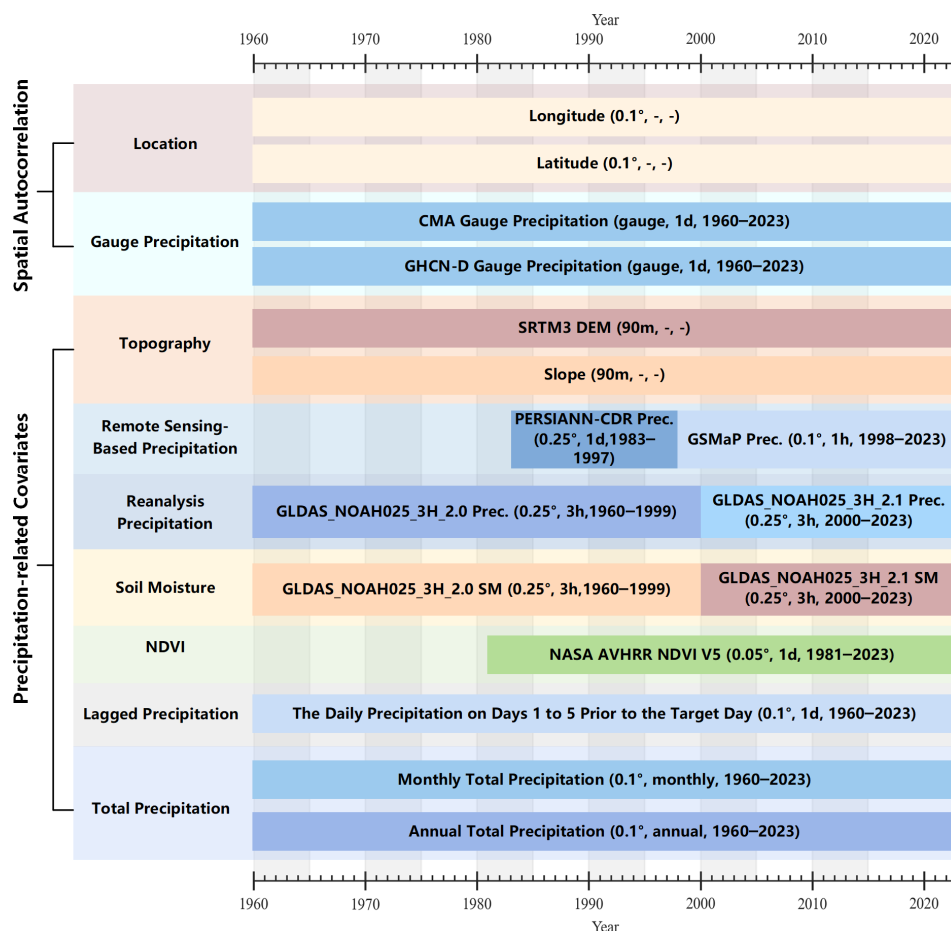 Year
1960 1970 1980 1990 2000 2010 2020
Spatial Autocorrelation
Location
Longitude (0.1°, -, -)
Latitude (0.1°, -, -)
Gauge Precipitation
CMA Gauge Precipitation (gauge, 1d, 1960–2023)
GHCN-D Gauge Precipitation (gauge, 1d, 1960–2023)
Precipitation-related Covariates
Topography
SRTM3 DEM (90m, -, -)
Slope (90m, -, -)
Remote Sensing-
Based Precipitation
PERSIANN-CDR Prec.
(0.25°, 1d,1983–
1997)
GSMaP Prec. (0.1°, 1h, 1998–2023)
Reanalysis
Precipitation
GLDAS_NOAH025_3H_2.0 Prec. (0.25°, 3h,1960–1999)
GLDAS_NOAH025_3H_2.1 Prec.
(0.25°, 3h, 2000–2023)
Soil Moisture
GLDAS_NOAH025_3H_2.0 SM (0.25°, 3h,1960–1999)
GLDAS_NOAH025_3H_2.1 SM
(0.25°, 3h, 2000–2023)
NDVI
NASA AVHRR NDVI V5 (0.05°, 1d, 1981–2023)
Lagged Precipitation
The Daily Precipitation on Days 1 to 5 Prior to the Target Day (0.1°, 1d, 1960–2023)
Total Precipitation
Monthly Total Precipitation (0.1°, monthly, 1960–2023)
Annual Total Precipitation (0.1°, annual, 1960–2023)
1960 1970 1980 1990 2000 2010 2020
Year